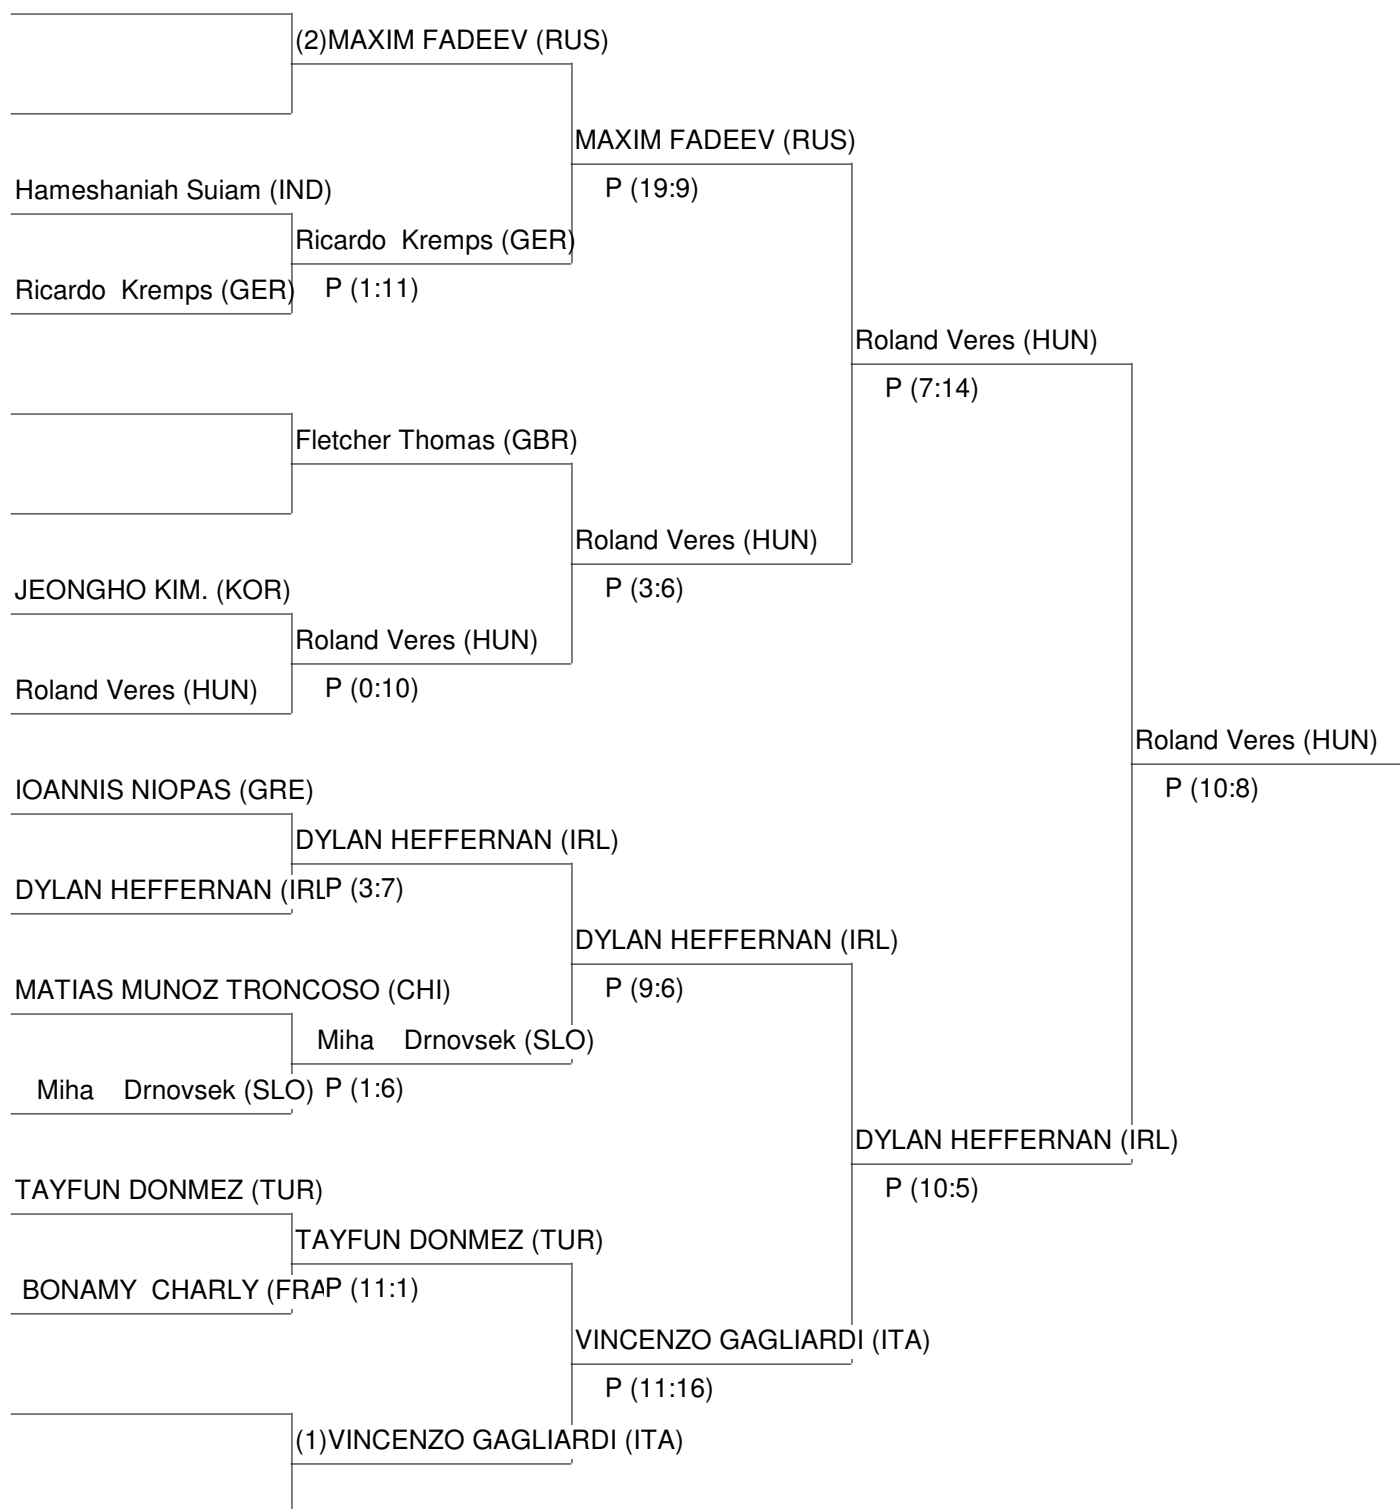 (2)MAXIM FADEEV (RUS)
MAXIM FADEEV (RUS)
P (19:9)
Hameshaniah Suiam (IND)
Ricardo  Kremps (GER)
P (1:11)
Ricardo  Kremps (GER)
Roland Veres (HUN)
P (7:14)
Fletcher Thomas (GBR)
Roland Veres (HUN)
P (3:6)
JEONGHO KIM. (KOR)
Roland Veres (HUN)
P (0:10)
Roland Veres (HUN)
Roland Veres (HUN)
P (10:8)
IOANNIS NIOPAS (GRE)
DYLAN HEFFERNAN (IRL)
DYLAN HEFFERNAN (IRL
P (3:7)
DYLAN HEFFERNAN (IRL)
P (9:6)
MATIAS MUNOZ TRONCOSO (CHI)
Miha    Drnovsek (SLO)
Miha    Drnovsek (SLO)
P (1:6)
DYLAN HEFFERNAN (IRL)
P (10:5)
TAYFUN DONMEZ (TUR)
TAYFUN DONMEZ (TUR)
BONAMY  CHARLY (FRA
P (11:1)
VINCENZO GAGLIARDI (ITA)
P (11:16)
(1)VINCENZO GAGLIARDI (ITA)